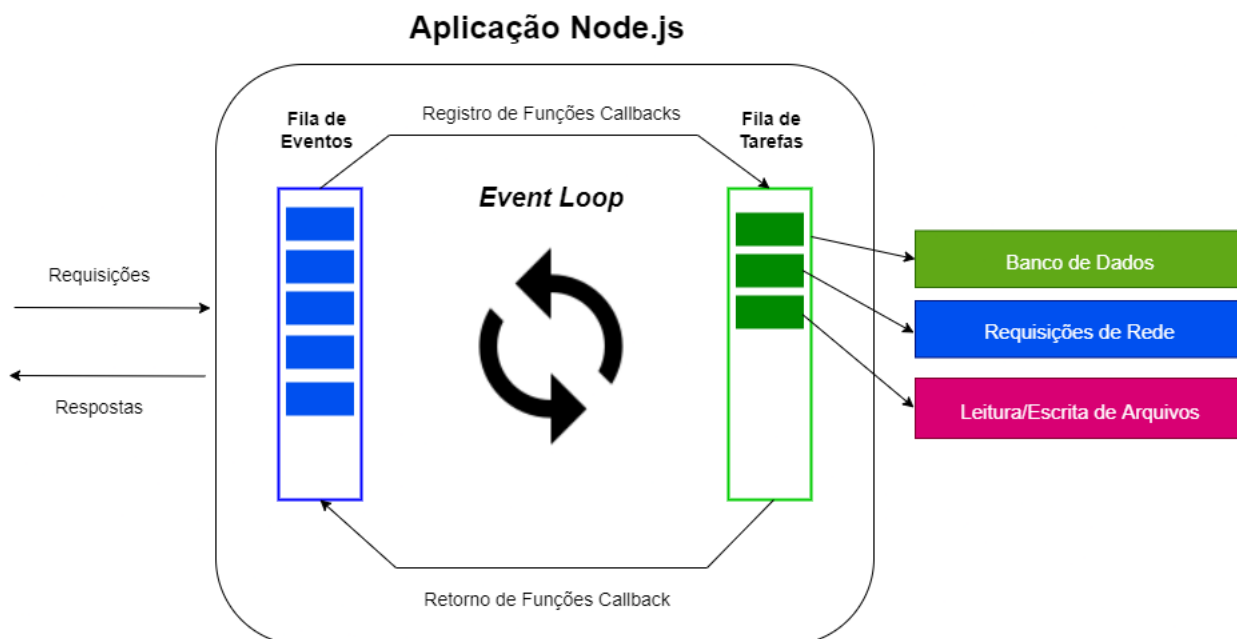 Aplicação Node.js
Fila de
Eventos
Registro de Funções Callbacks
Fila de
Tarefas
Event Loop
Requisições
Respostas
Banco de Dados
Requisições de Rede
Leitura/Escrita de Arquivos
Retorno de Funções Callback